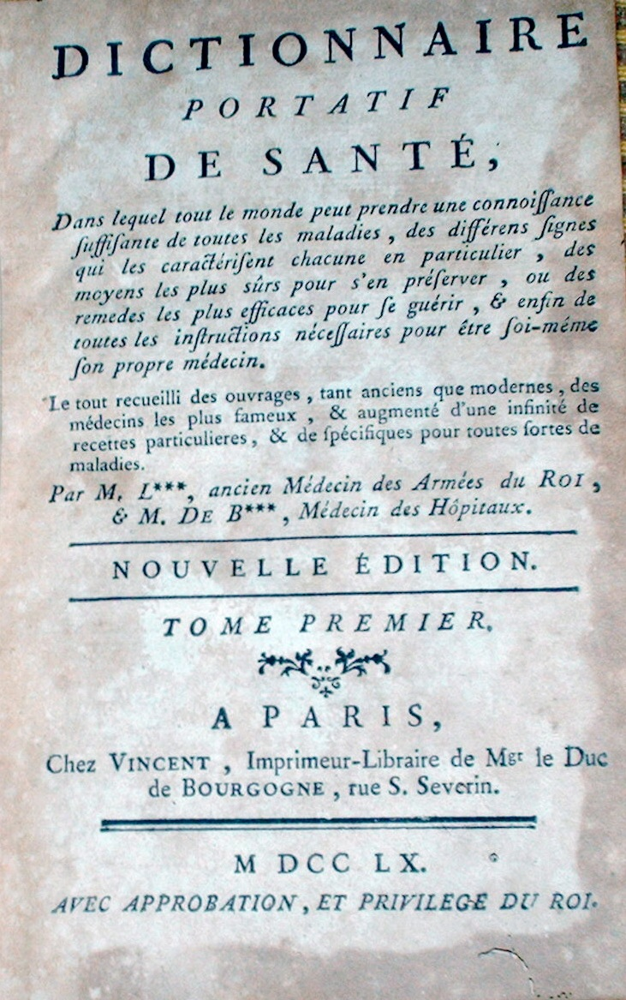 DICTIONNAIRE
PORTATIF
DE SANTÉ,
Dans lequel tout le monde peut prendre une connoiſſance
ſuffiſante de toutes les maladies, des différens ſignes
qui les caractériſent chacune en particulier, des
moyens les plus sûrs pour s'en préſerver, ou des
remedes les plus efficaces pour ſe guérir, & enfin de
toutes les inſtructions néceſſaires pour être ſoi-même
ſon propre médecin.
Le tout recueilli des ouvrages, tant anciens que modernes, des
médecins les plus fameux, & augmenté d'une infinité de
recettes particulieres, & de ſpécifiques pour toutes ſortes de
maladies.
Par M. L***, ancien Médecin des Armées du ROI,
& M. DE B***, Médecin des Hôpitaux.
NOUVELLE ÉDITION.
TOME PREMIER.
A PARIS,
Chez VINCENT, Imprimeur-Libraire de Mgr le Duc
de BOURGOGNE, rue S. Severin.
M DCC LX.
AVEC APPROBATION, ET PRIVILEGE DU ROI.